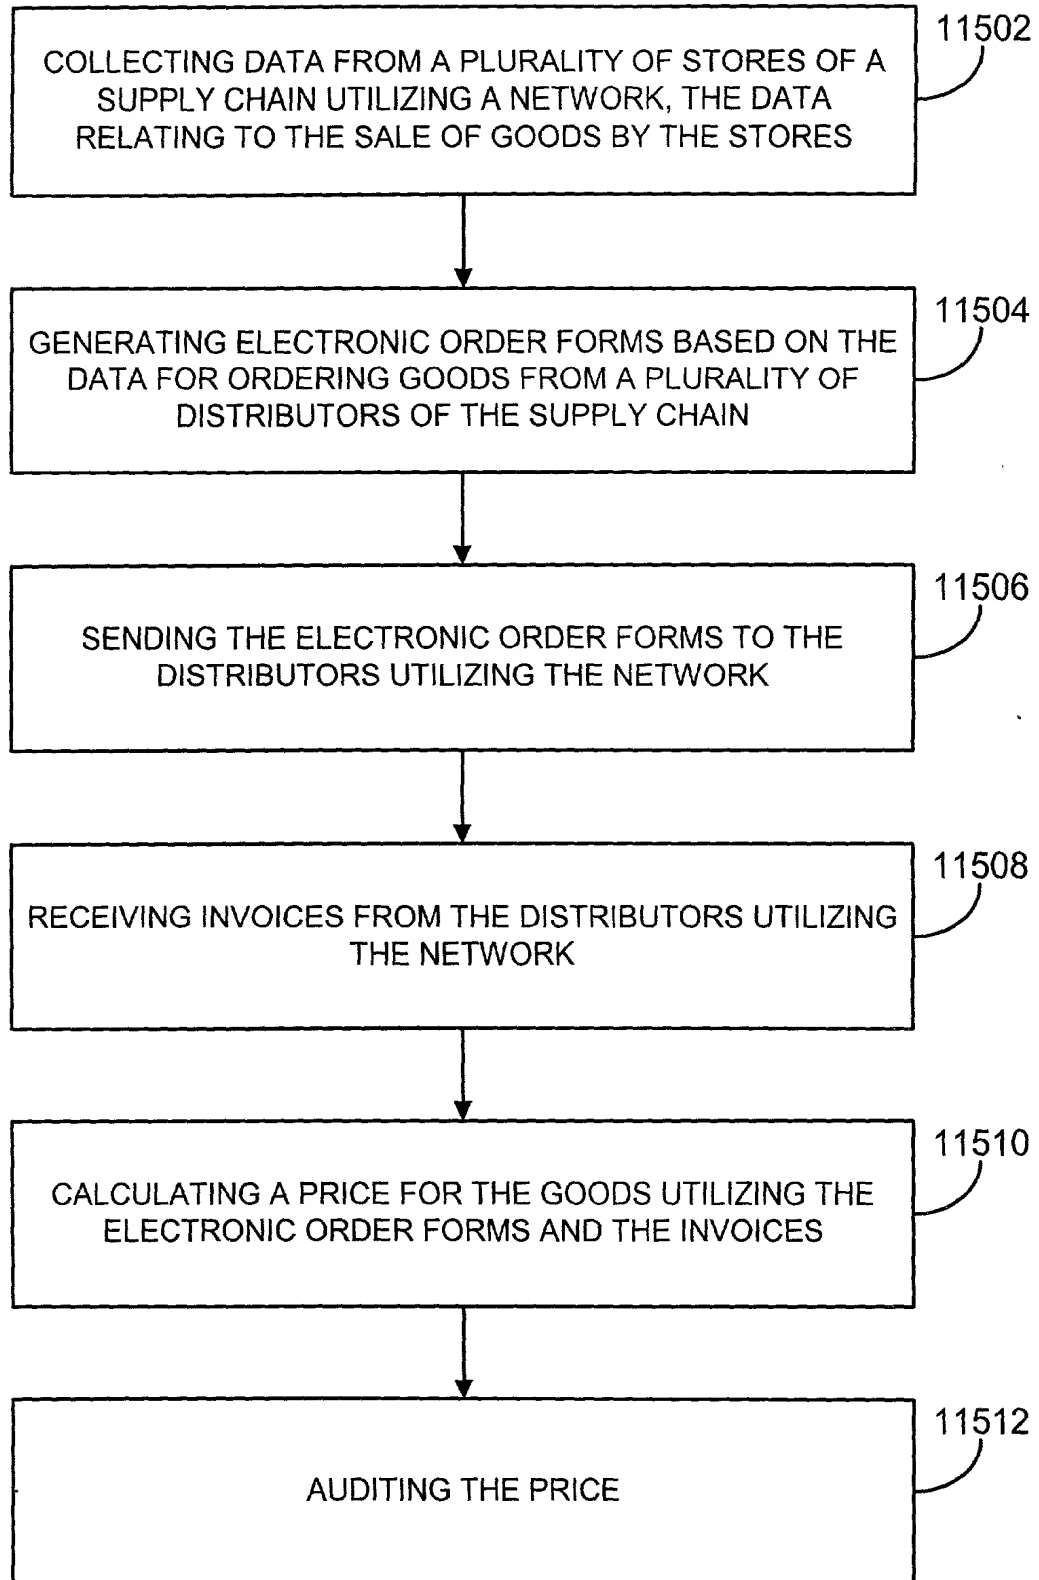 11502
COLLECTING DATA FROM A PLURALITY OF STORES OF A
SUPPLY CHAIN UTILIZING A NETWORK, THE DATA
RELATING TO THE SALE OF GOODS BY THE STORES
11504
GENERATING ELECTRONIC ORDER FORMS BASED ON THE
DATA FOR ORDERING GOODS FROM A PLURALITY OF
DISTRIBUTORS OF THE SUPPLY CHAIN
11506
SENDING THE ELECTRONIC ORDER FORMS TO THE
DISTRIBUTORS UTILIZING THE NETWORK
11508
RECEIVING INVOICES FROM THE DISTRIBUTORS UTILIZING
THE NETWORK
11510
CALCULATING A PRICE FOR THE GOODS UTILIZING THE
ELECTRONIC ORDER FORMS AND THE INVOICES
11512
AUDITING THE PRICE